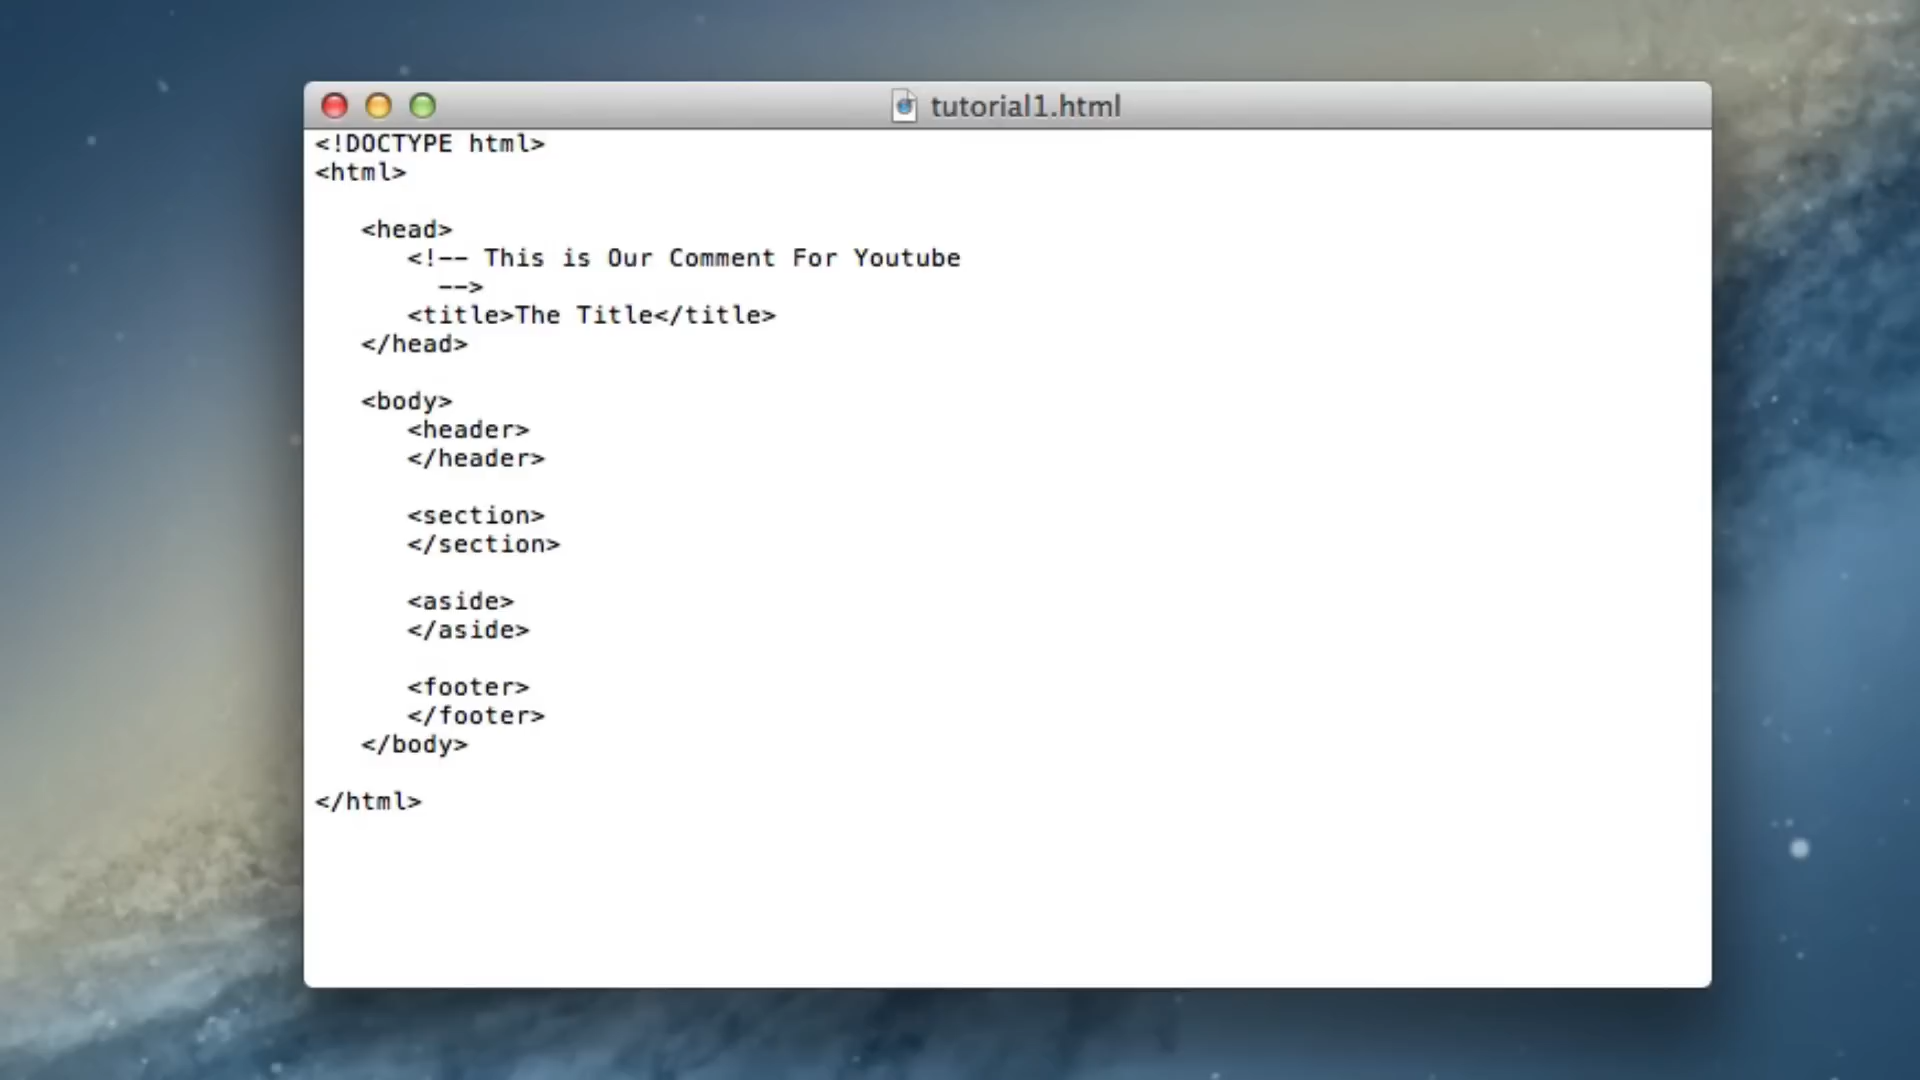 tutorial1.html
<!DOCTYPE html>
<html>
<head>
<!-- This is Our Comment For Youtube
-->
<title>The Title</title>
</head>
<body>
<header>
</header>
<section>
</section>
<aside>
</aside>
<footer>
</footer>
</body>
</html>